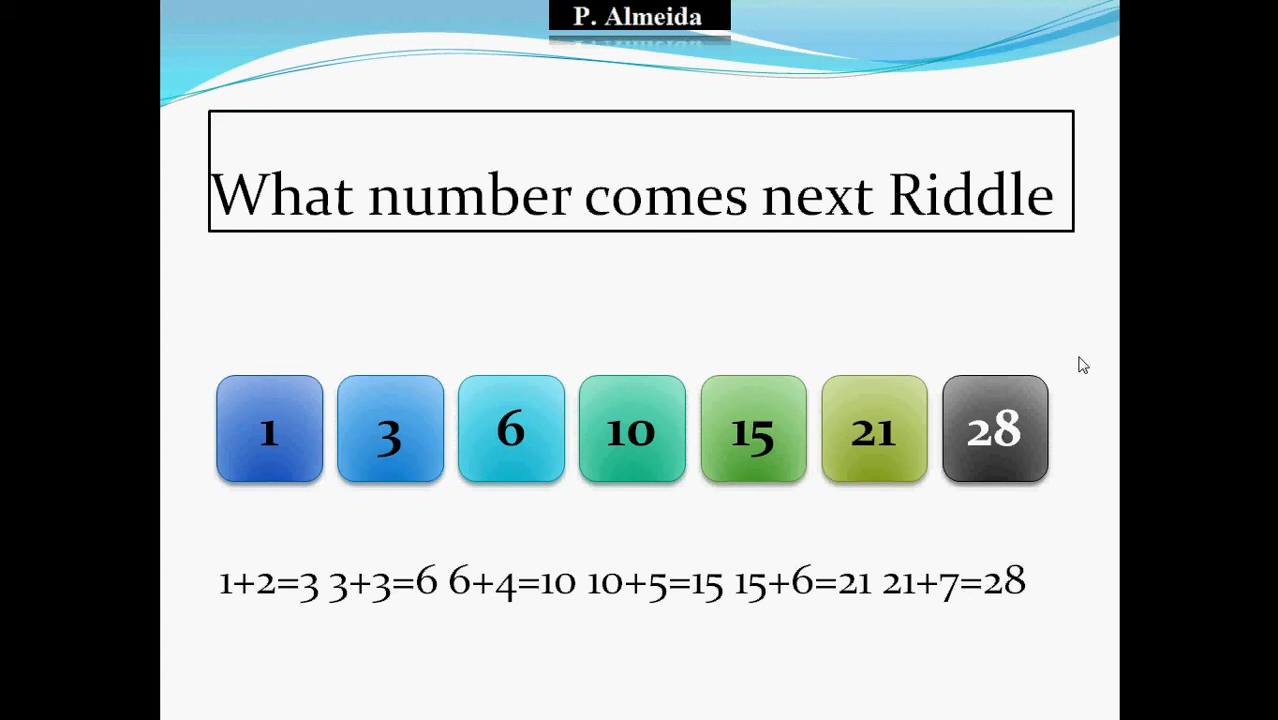 P. Almeida
What number comes next Riddle
1 3 6 10 15 21 28
1+2=3 3+3=6 6+4=10 10+5=15 15+6=21 21+7=28